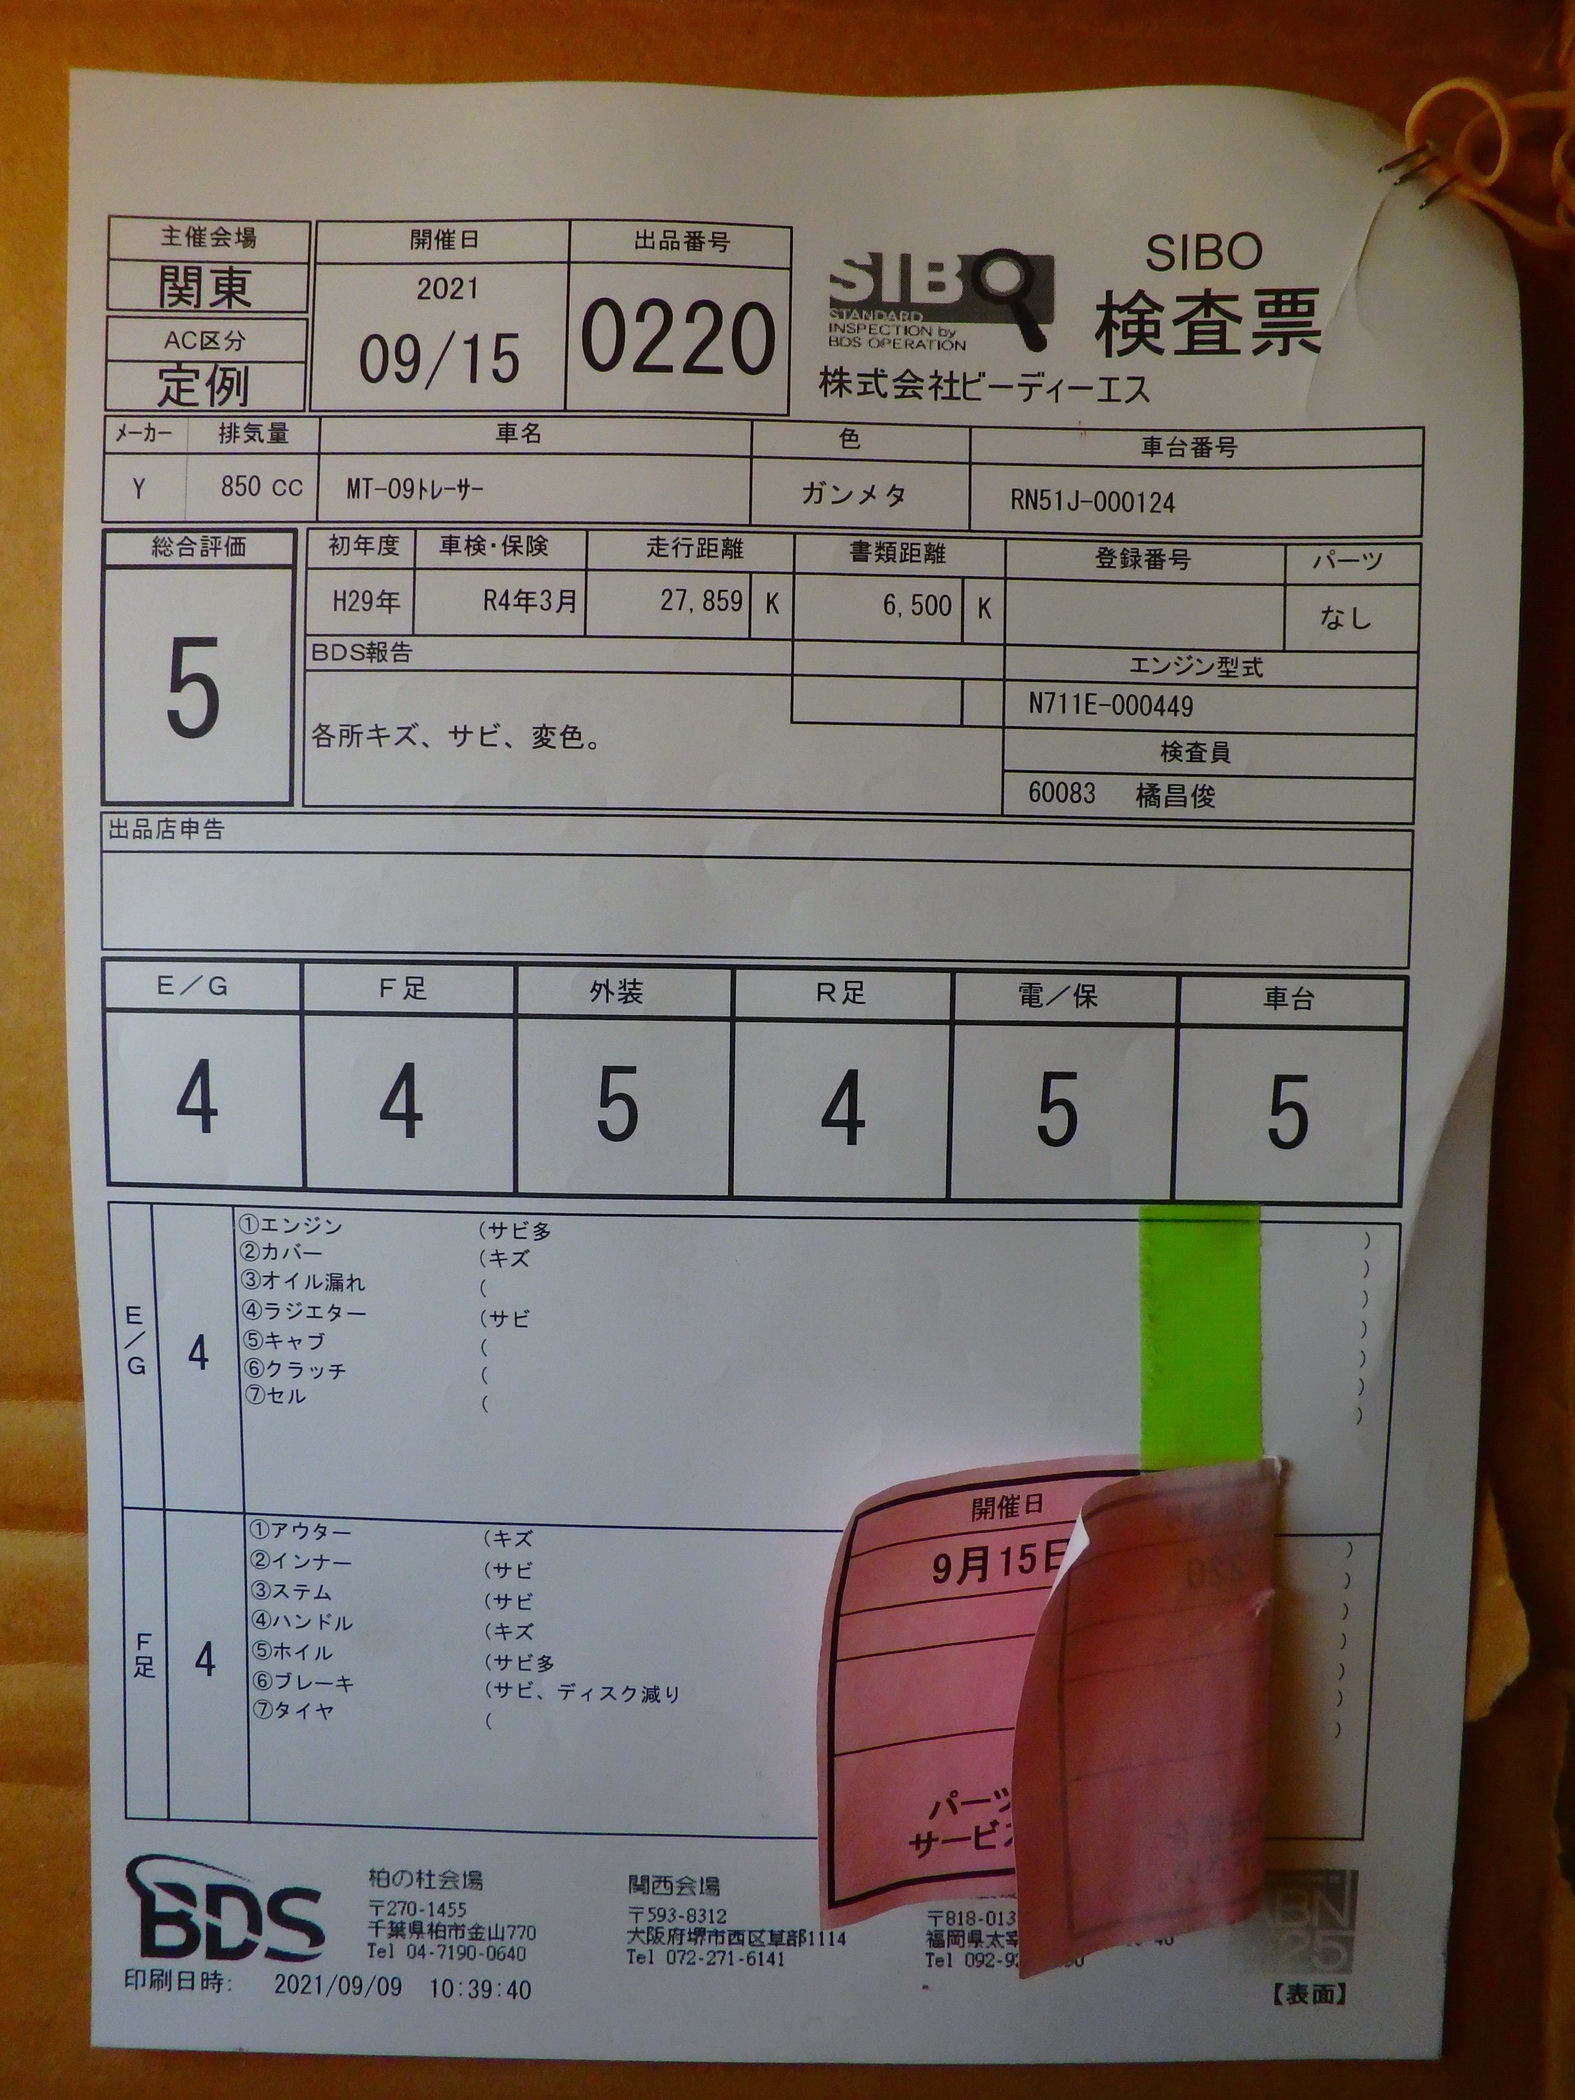 主催会場
関東
AC区分
定例
開催日
2021
09/15
出品番号
0220
SIBO
STANDARD
INSPECTION by
BDS OPERATION
SIBO
検査票
株式会社ビーディーエス
メーカー 排気量 車名 色 車台番号
Y 850 CC MT-09トレーサー ガンメタ RN51J-000124
総合評価
5
初年度 車検・保険 走行距離 書類距離 登録番号 パーツ
H29年 R4年3月 27,859 K 6,500 K なし
BDS報告
各所キズ、サビ、変色。
エンジン型式
N711E-000449
検査員
60083 橘昌俊
出品店申告
E/G F足 外装 R足 電/保 車台
4 4 5 4 5 5
E/G 4
①エンジン (サビ多 )
②カバー (キズ )
③オイル漏れ ( )
④ラジエター (サビ )
⑤キャブ ( )
⑥クラッチ ( )
⑦セル ( )
F足 4
①アウター (キズ )
②インナー (サビ )
③ステム (サビ )
④ハンドル (キズ )
⑤ホイル (サビ多 )
⑥ブレーキ (サビ、ディスク減り )
⑦タイヤ ( )
開催日
9月15日
パーツ
サービス
BDS
柏の杜会場
〒270-1455
千葉県柏市金山770
Tel 04-7190-0640
関西会場
〒593-8312
大阪府堺市西区草部1114
Tel 072-271-6141
〒818-013
福岡県太宰
Tel 092-92
印刷日時: 2021/09/09 10:39:40
【表面】